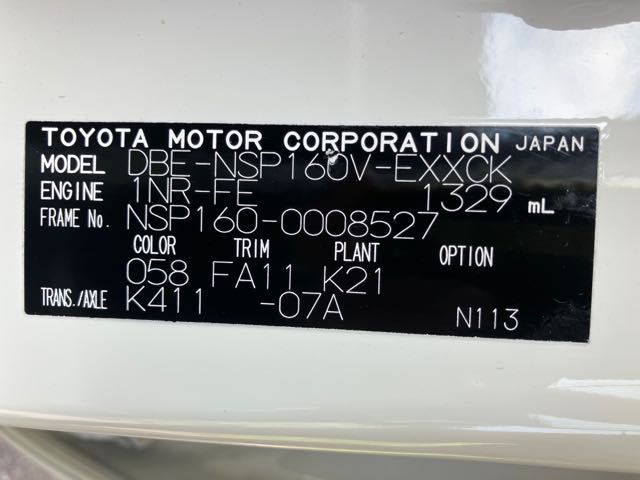 TOYOTA MOTOR CORPORATION JAPAN
MODEL DBE-NSP160V-EXXCK
ENGINE 1NR-FE 1329 mL
FRAME No. NSP160-0008527
COLOR TRIM PLANT OPTION
058 FA11 K21
TRANS./AXLE K411 -07A N113